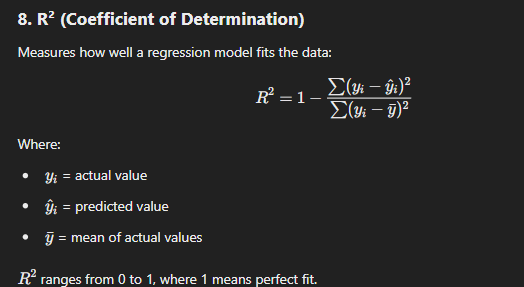 8. R² (Coefficient of Determination)
Measures how well a regression model fits the data:
R² = 1 − ∑(yᵢ − ŷᵢ)² / ∑(yᵢ − ȳ)²
Where:
• yᵢ = actual value
• ŷᵢ = predicted value
• ȳ = mean of actual values
R² ranges from 0 to 1, where 1 means perfect fit.